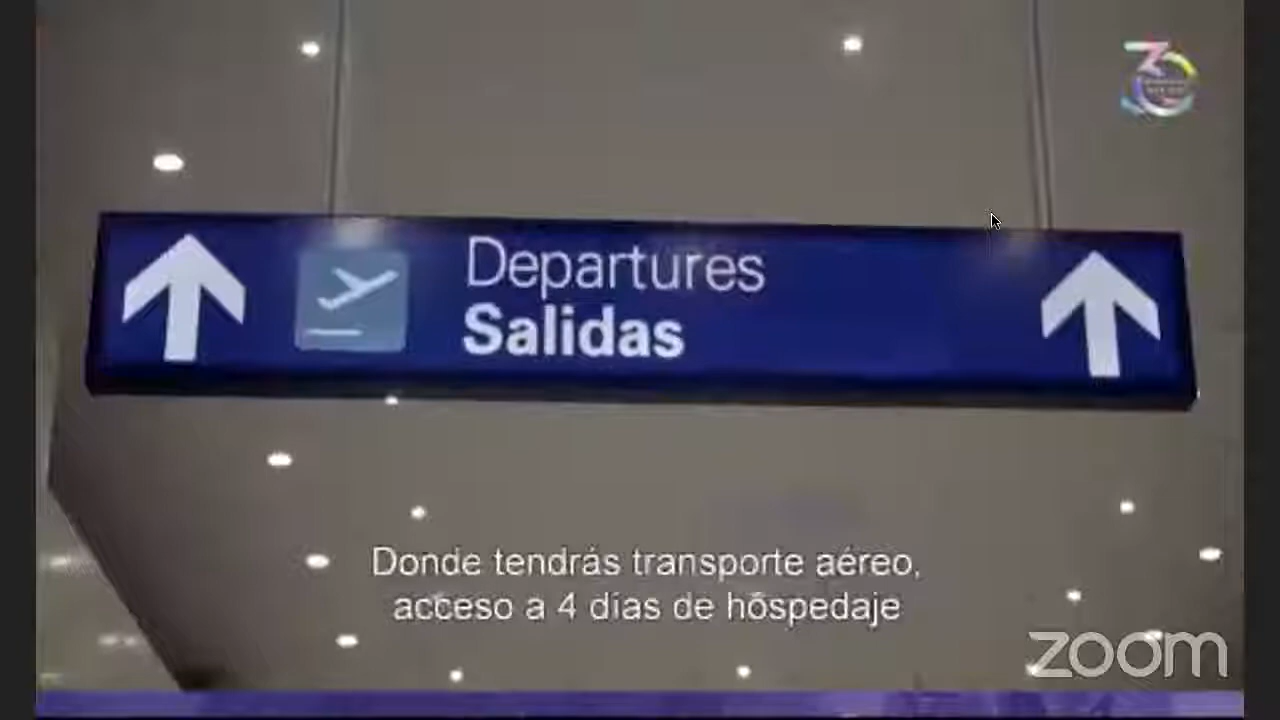 Departures
Salidas
Donde tendrás transporte aéreo,
acceso a 4 días de hospedaje
zoom